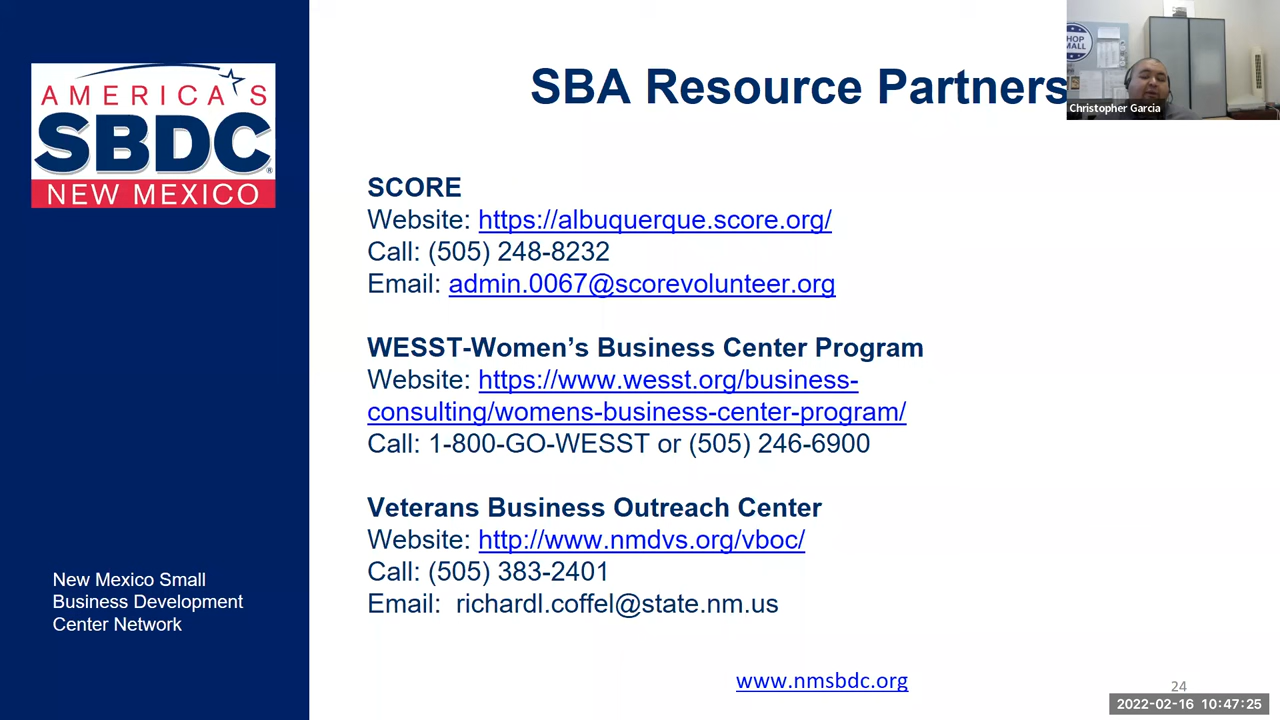 AMERICA'S
SBDC
NEW MEXICO
SBA Resource Partners
HOP
MALL
Christopher Garcia
SCORE
Website: https://albuquerque.score.org/
Call: (505) 248-8232
Email: admin.0067@scorevolunteer.org
WESST-Women’s Business Center Program
Website: https://www.wesst.org/business-
consulting/womens-business-center-program/
Call: 1-800-GO-WESST or (505) 246-6900
Veterans Business Outreach Center
Website: http://www.nmdvs.org/vboc/
Call: (505) 383-2401
Email:  richardl.coffel@state.nm.us
New Mexico Small
Business Development
Center Network
www.nmsbdc.org
24
2022-02-16 10:47:25